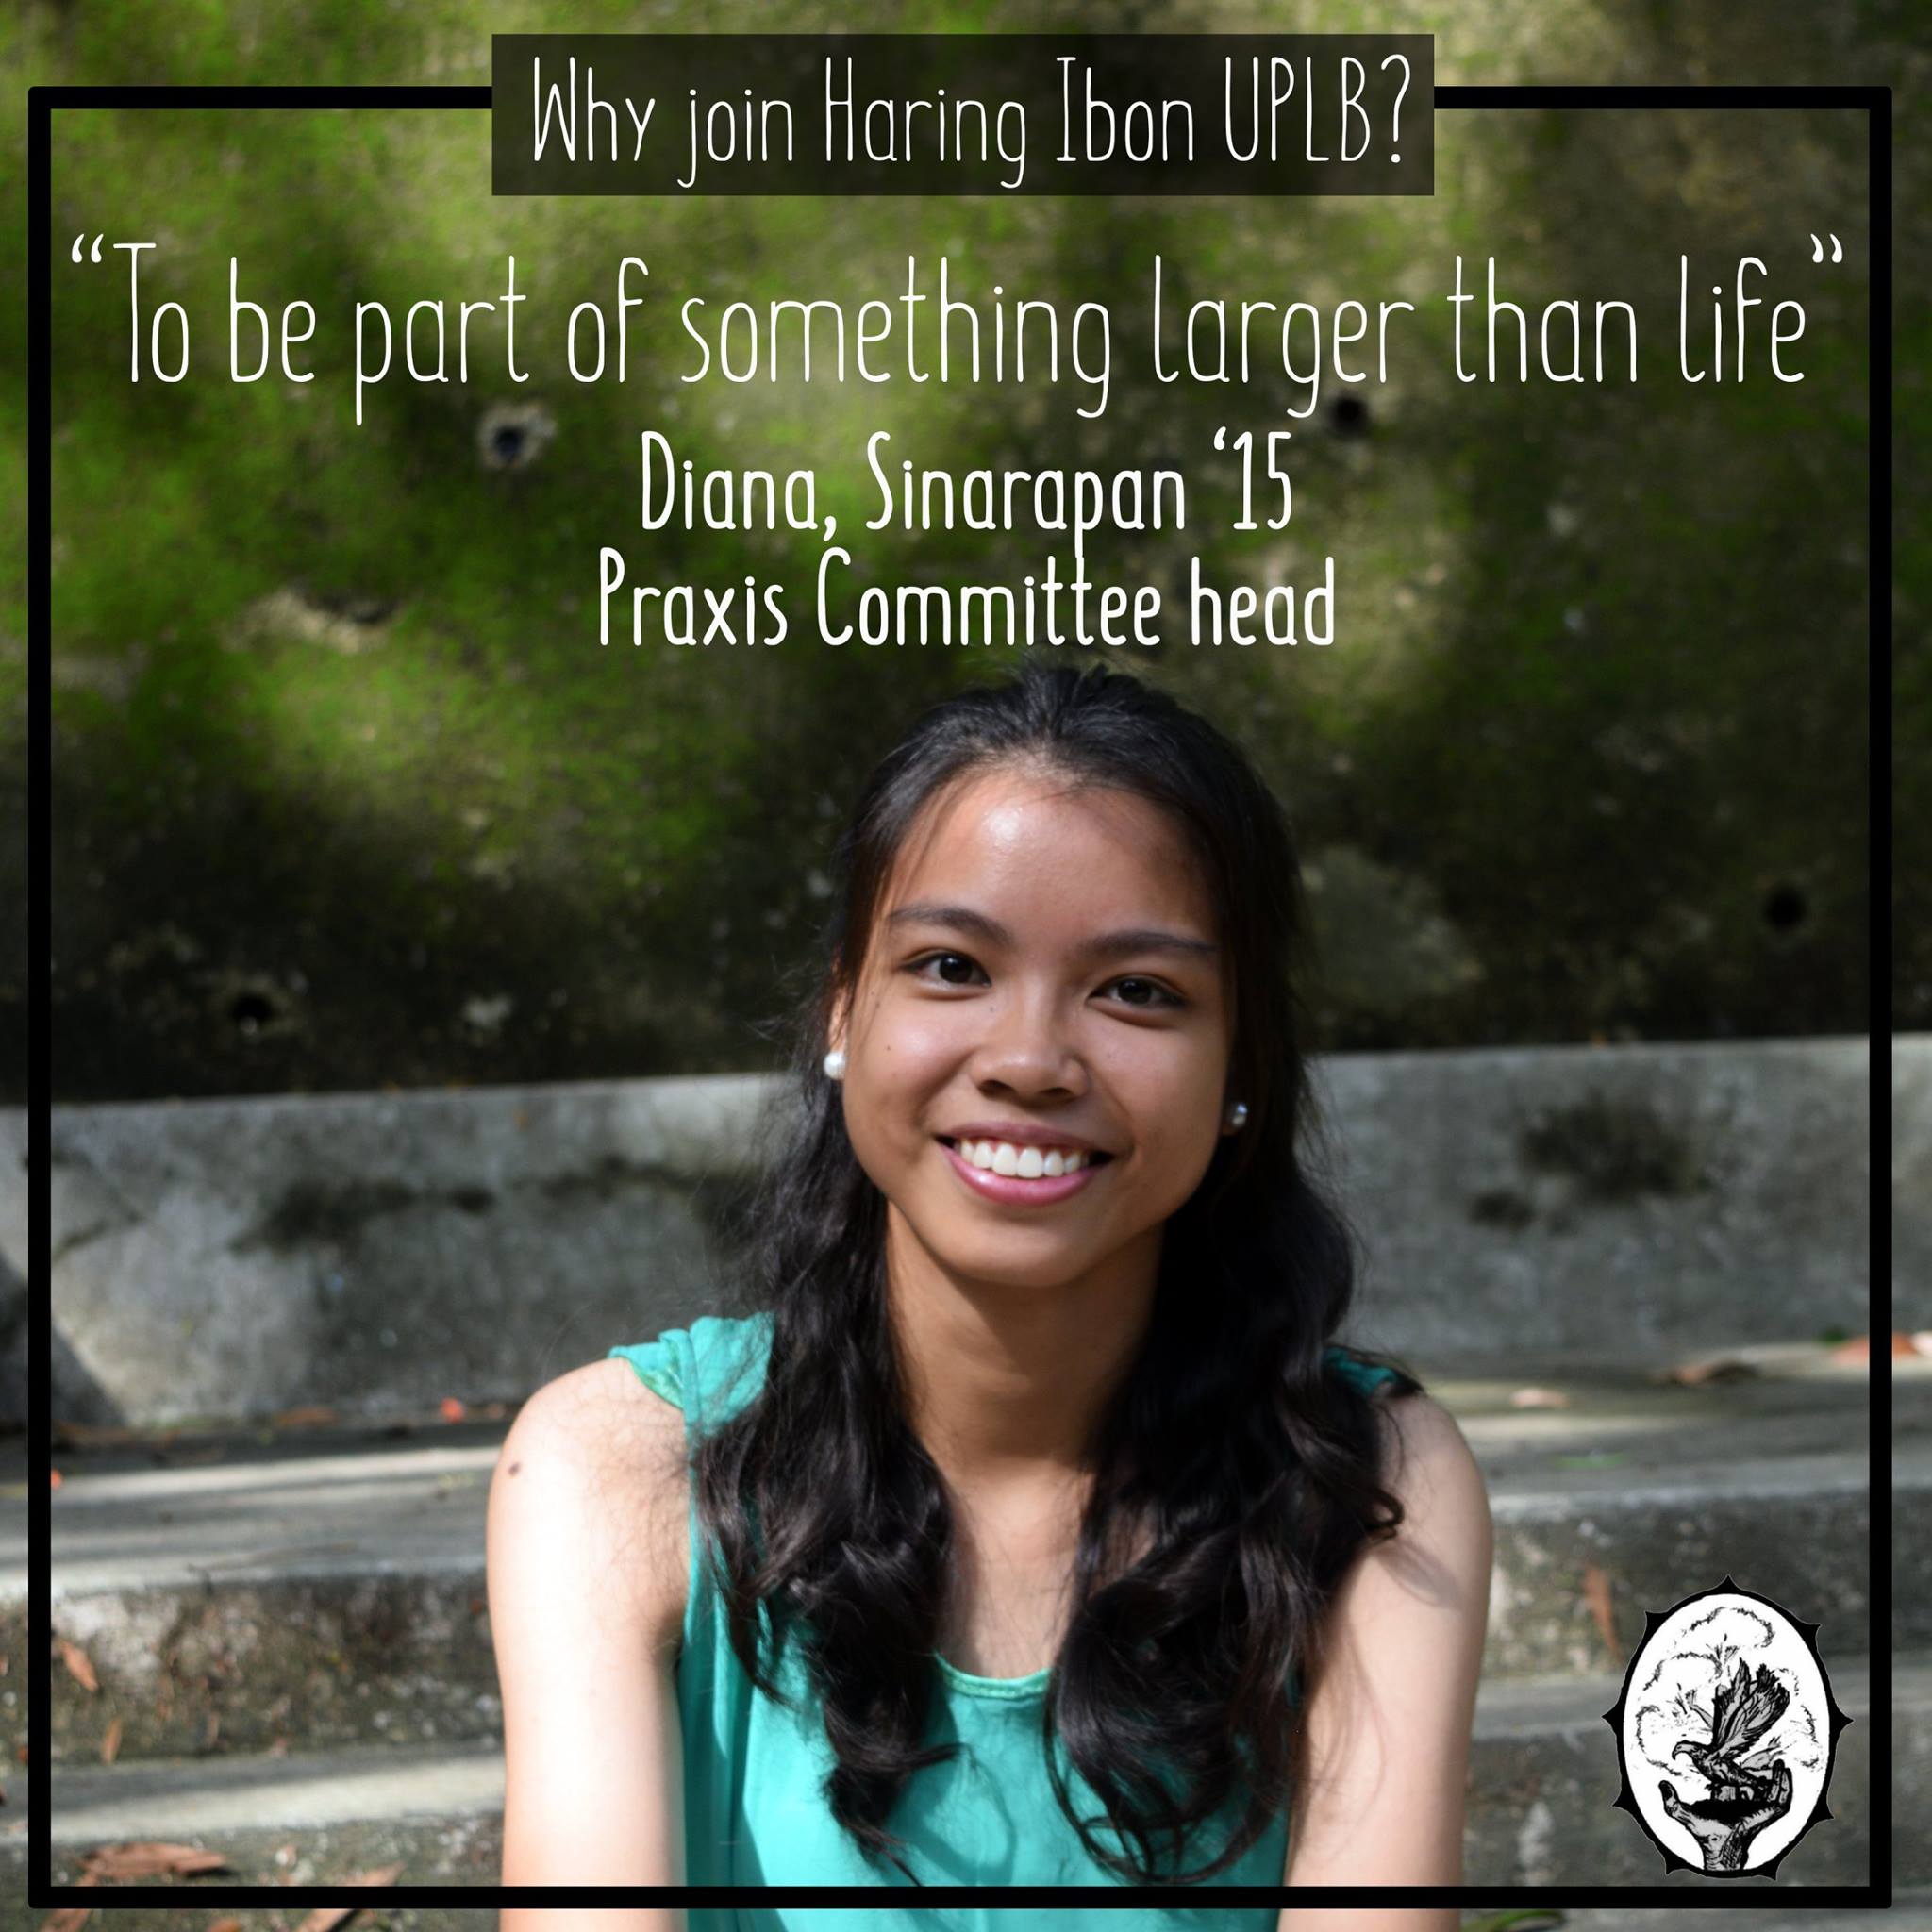 Why join Haring Ibon UPLB?
“To be part of something larger than life”
Diana, Sinarapan ‘15
Praxis Committee head